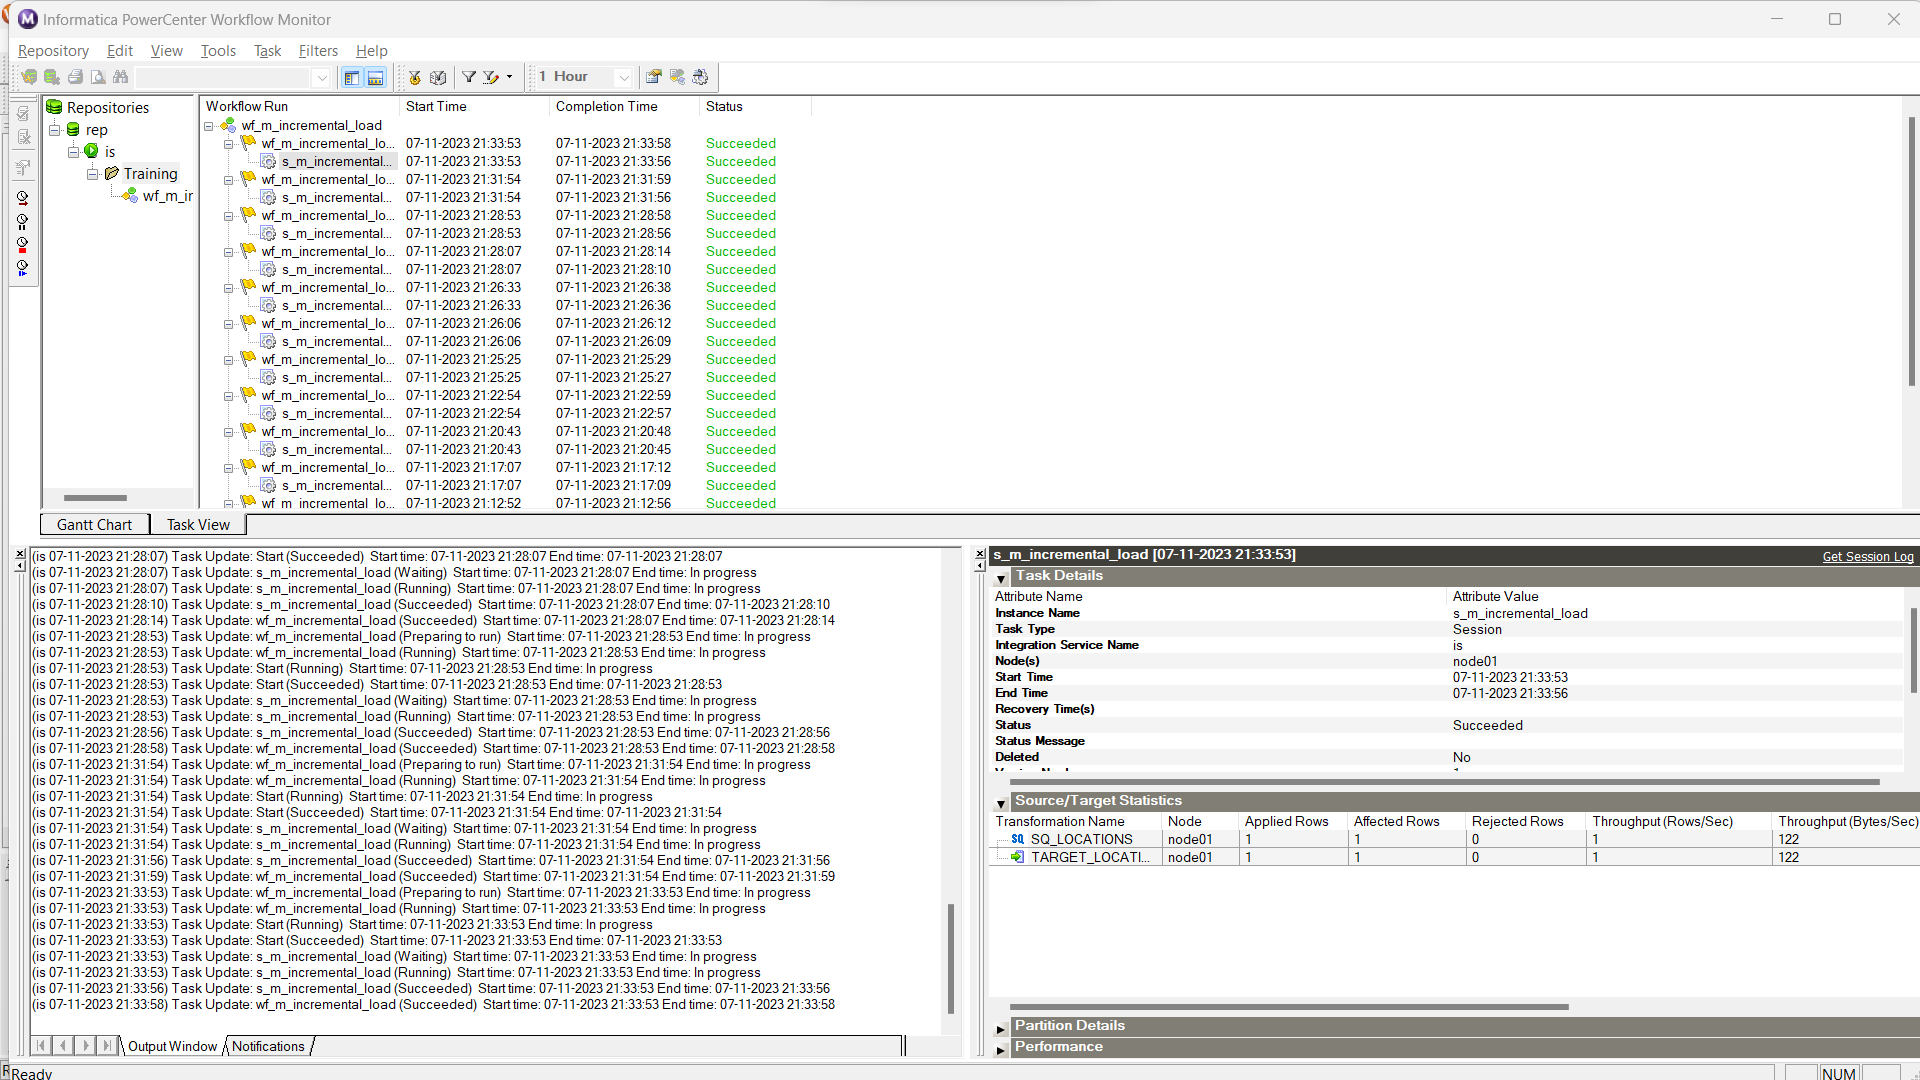 Informatica PowerCenter Workflow Monitor
Repository Edit View Tools Task Filters Help
1 Hour
Repositories
rep
is
Training
wf_m_ir
Workflow Run Start Time Completion Time Status
wf_m_incremental_load
wf_m_incremental_lo... 07-11-2023 21:33:53 07-11-2023 21:33:58 Succeeded
s_m_incremental... 07-11-2023 21:33:53 07-11-2023 21:33:56 Succeeded
wf_m_incremental_lo... 07-11-2023 21:31:54 07-11-2023 21:31:59 Succeeded
s_m_incremental... 07-11-2023 21:31:54 07-11-2023 21:31:56 Succeeded
wf_m_incremental_lo... 07-11-2023 21:28:53 07-11-2023 21:28:58 Succeeded
s_m_incremental... 07-11-2023 21:28:53 07-11-2023 21:28:56 Succeeded
wf_m_incremental_lo... 07-11-2023 21:28:07 07-11-2023 21:28:14 Succeeded
s_m_incremental... 07-11-2023 21:28:07 07-11-2023 21:28:10 Succeeded
wf_m_incremental_lo... 07-11-2023 21:26:33 07-11-2023 21:26:38 Succeeded
s_m_incremental... 07-11-2023 21:26:33 07-11-2023 21:26:36 Succeeded
wf_m_incremental_lo... 07-11-2023 21:26:06 07-11-2023 21:26:12 Succeeded
s_m_incremental... 07-11-2023 21:26:06 07-11-2023 21:26:09 Succeeded
wf_m_incremental_lo... 07-11-2023 21:25:25 07-11-2023 21:25:29 Succeeded
s_m_incremental... 07-11-2023 21:25:25 07-11-2023 21:25:27 Succeeded
wf_m_incremental_lo... 07-11-2023 21:22:54 07-11-2023 21:22:59 Succeeded
s_m_incremental... 07-11-2023 21:22:54 07-11-2023 21:22:57 Succeeded
wf_m_incremental_lo... 07-11-2023 21:20:43 07-11-2023 21:20:48 Succeeded
s_m_incremental... 07-11-2023 21:20:43 07-11-2023 21:20:45 Succeeded
wf_m_incremental_lo... 07-11-2023 21:17:07 07-11-2023 21:17:12 Succeeded
s_m_incremental... 07-11-2023 21:17:07 07-11-2023 21:17:09 Succeeded
wf_m_incremental_lo... 07-11-2023 21:12:52 07-11-2023 21:12:56 Succeeded
Gantt Chart Task View
(is 07-11-2023 21:28:07) Task Update: Start (Succeeded) Start time: 07-11-2023 21:28:07 End time: 07-11-2023 21:28:07
(is 07-11-2023 21:28:07) Task Update: s_m_incremental_load (Waiting) Start time: 07-11-2023 21:28:07 End time: In progress
(is 07-11-2023 21:28:07) Task Update: s_m_incremental_load (Running) Start time: 07-11-2023 21:28:07 End time: In progress
(is 07-11-2023 21:28:10) Task Update: s_m_incremental_load (Succeeded) Start time: 07-11-2023 21:28:07 End time: 07-11-2023 21:28:10
(is 07-11-2023 21:28:14) Task Update: wf_m_incremental_load (Succeeded) Start time: 07-11-2023 21:28:07 End time: 07-11-2023 21:28:14
(is 07-11-2023 21:28:53) Task Update: wf_m_incremental_load (Preparing to run) Start time: 07-11-2023 21:28:53 End time: In progress
(is 07-11-2023 21:28:53) Task Update: wf_m_incremental_load (Running) Start time: 07-11-2023 21:28:53 End time: In progress
(is 07-11-2023 21:28:53) Task Update: Start (Running) Start time: 07-11-2023 21:28:53 End time: In progress
(is 07-11-2023 21:28:53) Task Update: Start (Succeeded) Start time: 07-11-2023 21:28:53 End time: 07-11-2023 21:28:53
(is 07-11-2023 21:28:53) Task Update: s_m_incremental_load (Waiting) Start time: 07-11-2023 21:28:53 End time: In progress
(is 07-11-2023 21:28:53) Task Update: s_m_incremental_load (Running) Start time: 07-11-2023 21:28:53 End time: In progress
(is 07-11-2023 21:28:56) Task Update: s_m_incremental_load (Succeeded) Start time: 07-11-2023 21:28:53 End time: 07-11-2023 21:28:56
(is 07-11-2023 21:28:58) Task Update: wf_m_incremental_load (Succeeded) Start time: 07-11-2023 21:28:53 End time: 07-11-2023 21:28:58
(is 07-11-2023 21:31:54) Task Update: wf_m_incremental_load (Preparing to run) Start time: 07-11-2023 21:31:54 End time: In progress
(is 07-11-2023 21:31:54) Task Update: wf_m_incremental_load (Running) Start time: 07-11-2023 21:31:54 End time: In progress
(is 07-11-2023 21:31:54) Task Update: Start (Running) Start time: 07-11-2023 21:31:54 End time: In progress
(is 07-11-2023 21:31:54) Task Update: Start (Succeeded) Start time: 07-11-2023 21:31:54 End time: 07-11-2023 21:31:54
(is 07-11-2023 21:31:54) Task Update: s_m_incremental_load (Waiting) Start time: 07-11-2023 21:31:54 End time: In progress
(is 07-11-2023 21:31:54) Task Update: s_m_incremental_load (Running) Start time: 07-11-2023 21:31:54 End time: In progress
(is 07-11-2023 21:31:56) Task Update: s_m_incremental_load (Succeeded) Start time: 07-11-2023 21:31:54 End time: 07-11-2023 21:31:56
(is 07-11-2023 21:31:59) Task Update: wf_m_incremental_load (Succeeded) Start time: 07-11-2023 21:31:54 End time: 07-11-2023 21:31:59
(is 07-11-2023 21:33:53) Task Update: wf_m_incremental_load (Preparing to run) Start time: 07-11-2023 21:33:53 End time: In progress
(is 07-11-2023 21:33:53) Task Update: wf_m_incremental_load (Running) Start time: 07-11-2023 21:33:53 End time: In progress
(is 07-11-2023 21:33:53) Task Update: Start (Running) Start time: 07-11-2023 21:33:53 End time: In progress
(is 07-11-2023 21:33:53) Task Update: Start (Succeeded) Start time: 07-11-2023 21:33:53 End time: 07-11-2023 21:33:53
(is 07-11-2023 21:33:53) Task Update: s_m_incremental_load (Waiting) Start time: 07-11-2023 21:33:53 End time: In progress
(is 07-11-2023 21:33:53) Task Update: s_m_incremental_load (Running) Start time: 07-11-2023 21:33:53 End time: In progress
(is 07-11-2023 21:33:56) Task Update: s_m_incremental_load (Succeeded) Start time: 07-11-2023 21:33:53 End time: 07-11-2023 21:33:56
(is 07-11-2023 21:33:58) Task Update: wf_m_incremental_load (Succeeded) Start time: 07-11-2023 21:33:53 End time: 07-11-2023 21:33:58
Output Window Notifications
s_m_incremental_load [07-11-2023 21:33:53] Get Session Log
Task Details
Attribute Name Attribute Value
Instance Name s_m_incremental_load
Task Type Session
Integration Service Name is
Node(s) node01
Start Time 07-11-2023 21:33:53
End Time 07-11-2023 21:33:56
Recovery Time(s)
Status Succeeded
Status Message
Deleted No
Source/Target Statistics
Transformation Name Node Applied Rows Affected Rows Rejected Rows Throughput (Rows/Sec) Throughput (Bytes/Sec)
SQ SQ_LOCATIONS node01 1 1 0 1 122
TARGET_LOCATI... node01 1 1 0 1 122
Partition Details
Performance
Ready NUM